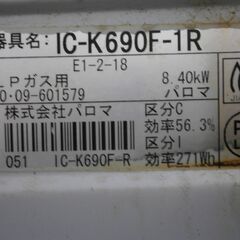 器具名: IC-K690F-1R
E1-2-18
LPガス用 8.40kW
0·09-601579 パロマ
株式会社パロマ 区分C
効率56.3%
区分I
051 IC-K690F-R 効率271Wh